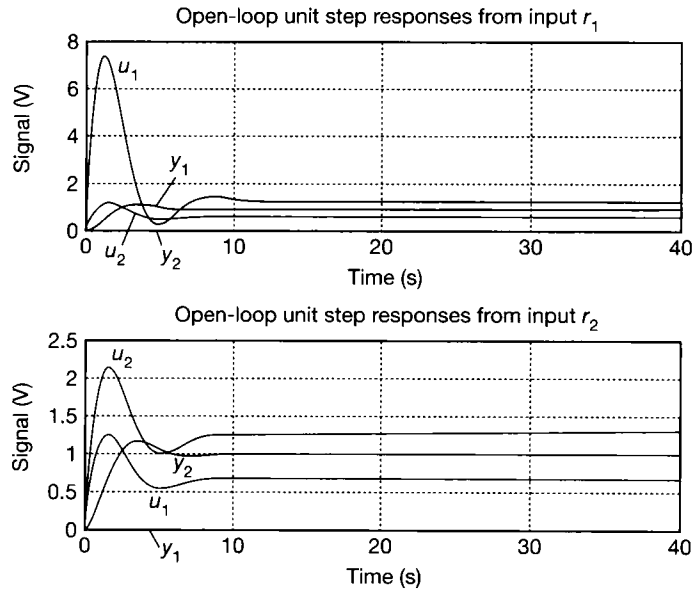 Open-loop unit step responses from input r₁
8
6
4
2
0
Signal (V)
u₁
y₁
u₂
y₂
0 10 20 30 40
Time (s)
Open-loop unit step responses from input r₂
2.5
2
1.5
1
0.5
0
Signal (V)
u₂
y₂
u₁
y₁
0 10 20 30 40
Time (s)